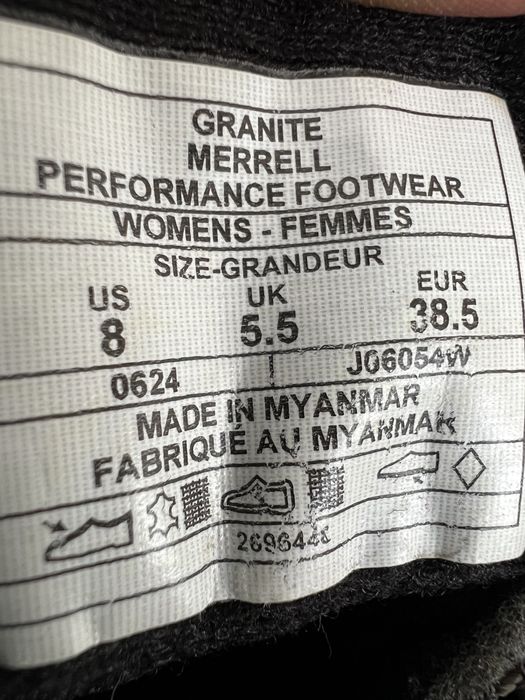 GRANITE
MERRELL
PERFORMANCE FOOTWEAR
WOMENS - FEMMES
SIZE-GRANDEUR
US UK EUR
8 5.5 38.5
0624 J06054W
MADE IN MYANMAR
FABRIQUÉ AU MYANMAR